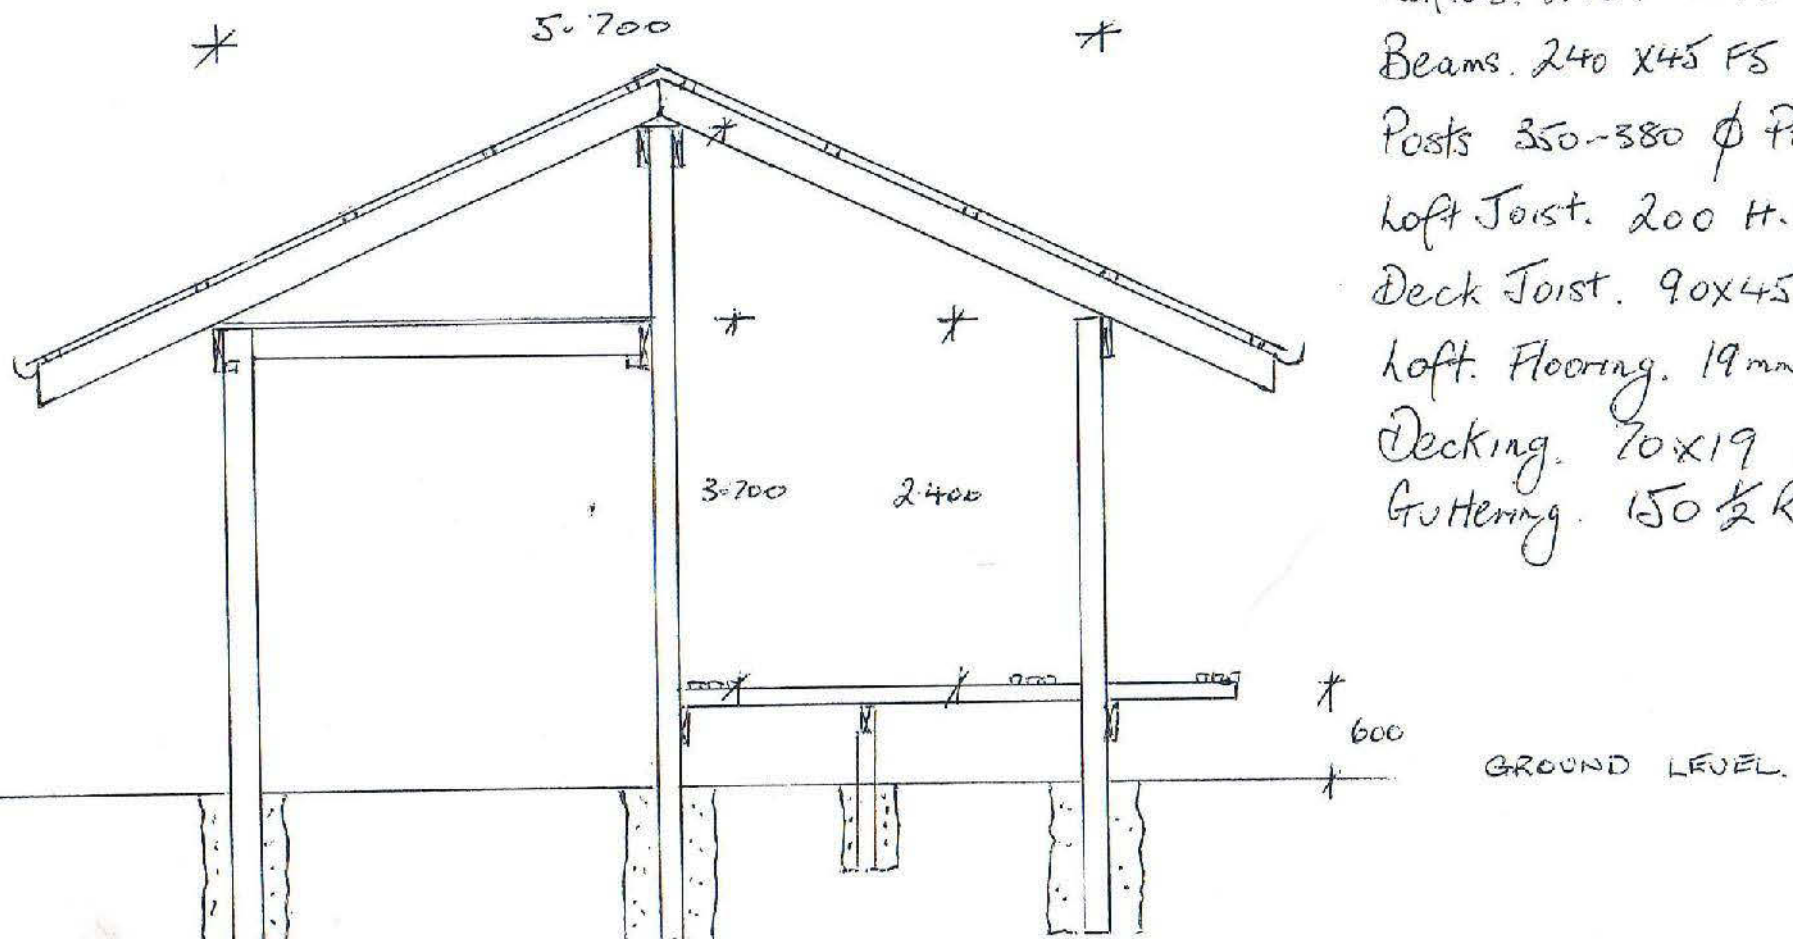 5.700
Beams. 240 X45 F5
Posts 350-380 ϕ
Loft Joist. 200 H.
Deck Joist. 90X45
Loft. Flooring. 19mm
Decking. 70x19
Guttering. 150 ½ R
3.700
2.400
600
GROUND LEVEL.